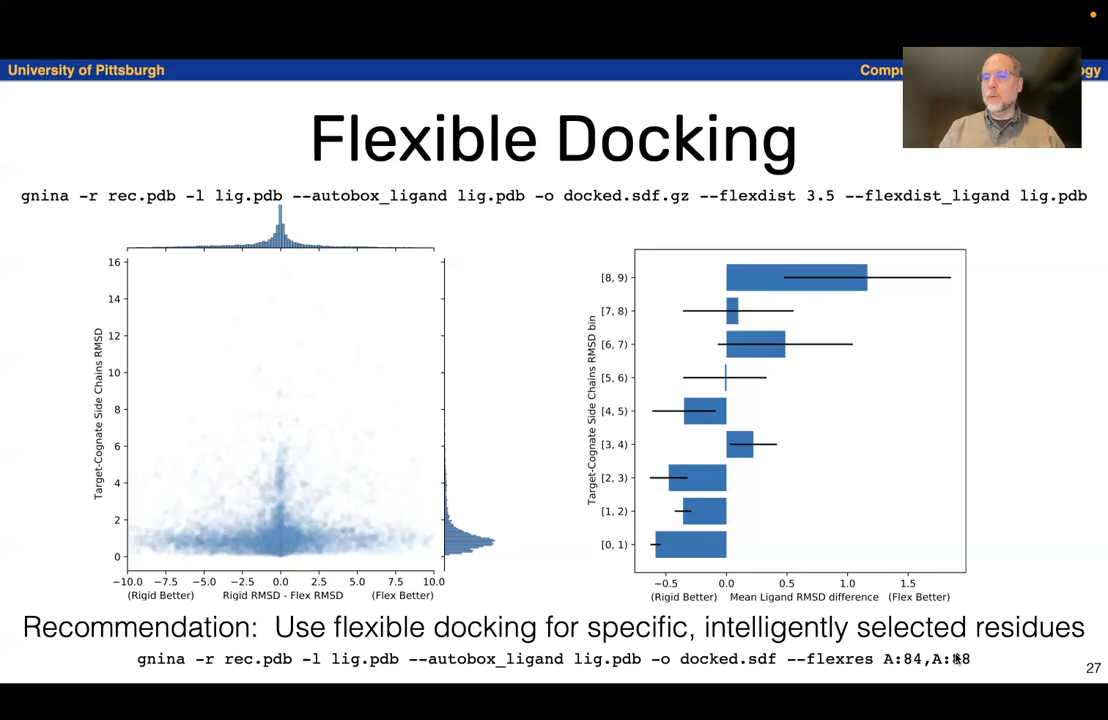 University of Pittsburgh
Compu ogy
Flexible Docking
gnina -r rec.pdb -l lig.pdb --autobox_ligand lig.pdb -o docked.sdf.gz --flexdist 3.5 --flexdist_ligand lig.pdb
Target-Cognate Side Chains RMSD
16
14
12
10
8
6
4
2
0
−10.0 −7.5 −5.0 −2.5 0.0 2.5 5.0 7.5 10.0
(Rigid Better) Rigid RMSD - Flex RMSD (Flex Better)
Target-Cognate Side Chains RMSD bin
[8, 9)
[7, 8)
[6, 7)
[5, 6)
[4, 5)
[3, 4)
[2, 3)
[1, 2)
[0, 1)
−0.5 0.0 0.5 1.0 1.5
(Rigid Better) Mean Ligand RMSD difference (Flex Better)
Recommendation: Use flexible docking for specific, intelligently selected residues
gnina -r rec.pdb -l lig.pdb --autobox_ligand lig.pdb -o docked.sdf --flexres A:84,A:88
27